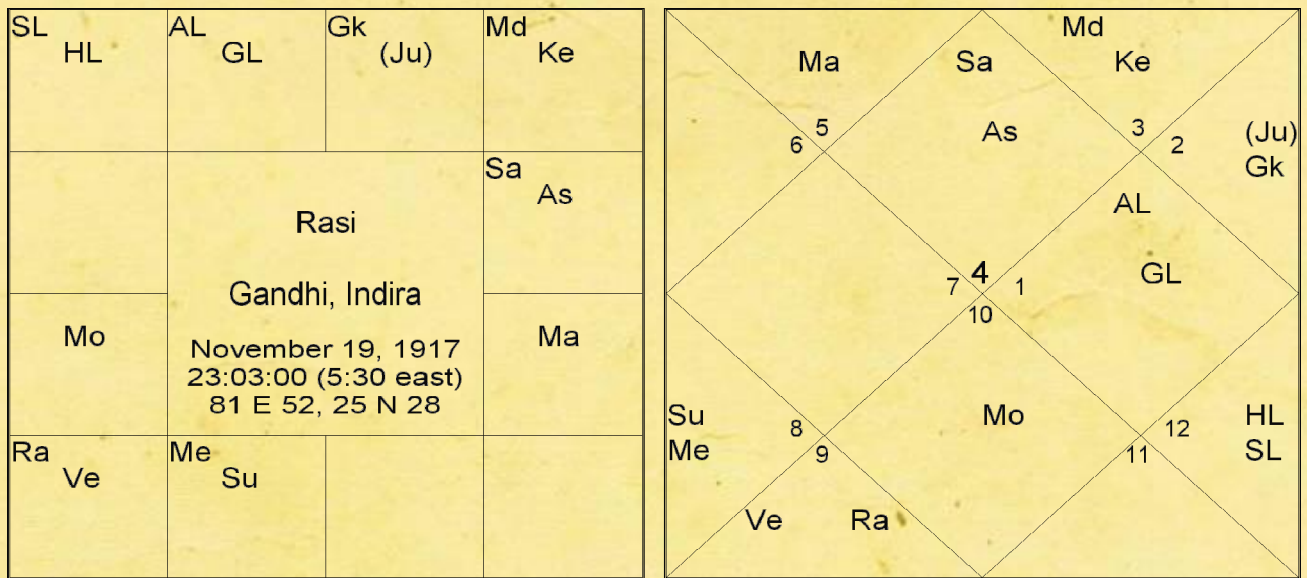 SL
HL
AL
GL
Gk
(Ju)
Md
Ke
Sa
As
Rasi
Gandhi, Indira
November 19, 1917
23:03:00 (5:30 east)
81 E 52, 25 N 28
Mo
Ma
Ra
Ve
Me
Su
Md
Ma
Sa
Ke
5
As
3
(Ju)
6
2
Gk
AL
4
GL
7
1
10
Su
Mo
HL
8
12
Me
SL
9
11
Ve
Ra